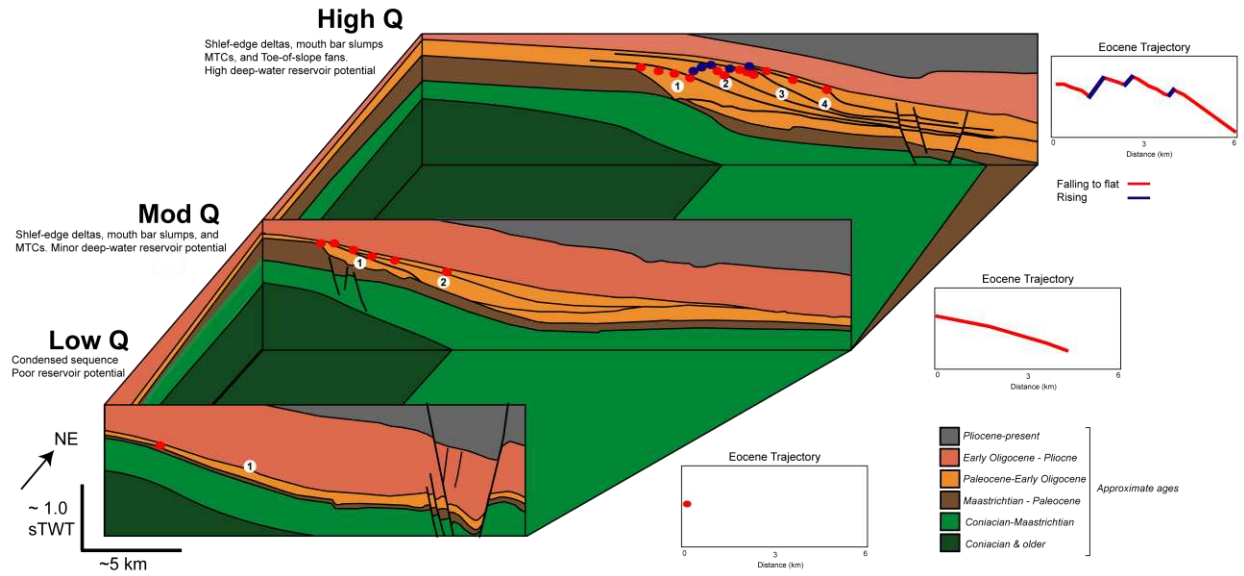 High Q
Shlef-edge deltas, mouth bar slumps
MTCs, and Toe-of-slope fans.
High deep-water reservoir potential
1
2
3
4
Eocene Trajectory
0
3
6
Distance (km)
Falling to flat
Rising
Mod Q
Shlef-edge deltas, mouth bar slumps, and
MTCs. Minor deep-water reservoir potential
1
2
Eocene Trajectory
0
3
6
Distance (km)
Low Q
Condensed sequence
Poor reservoir potential
1
NE
~ 1.0
sTWT
~5 km
Eocene Trajectory
0
3
6
Distance (km)
Pliocene-present
Early Oligocene - Pliocne
Paleocene-Early Oligocene
Maastrichtian - Paleocene
Coniacian-Maastrichtian
Coniacian & older
Approximate ages